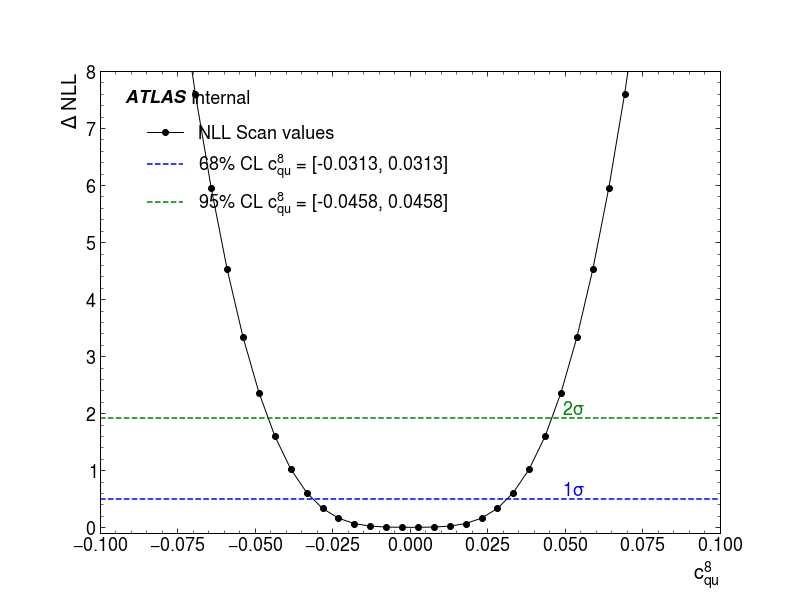 Δ NLL
8
7
6
5
4
3
2
1
0
ATLAS Internal
NLL Scan values
68% CL c⁸qu = [-0.0313, 0.0313]
95% CL c⁸qu = [-0.0458, 0.0458]
2σ
1σ
−0.100 −0.075 −0.050 −0.025 0.000 0.025 0.050 0.075 0.100
c⁸qu